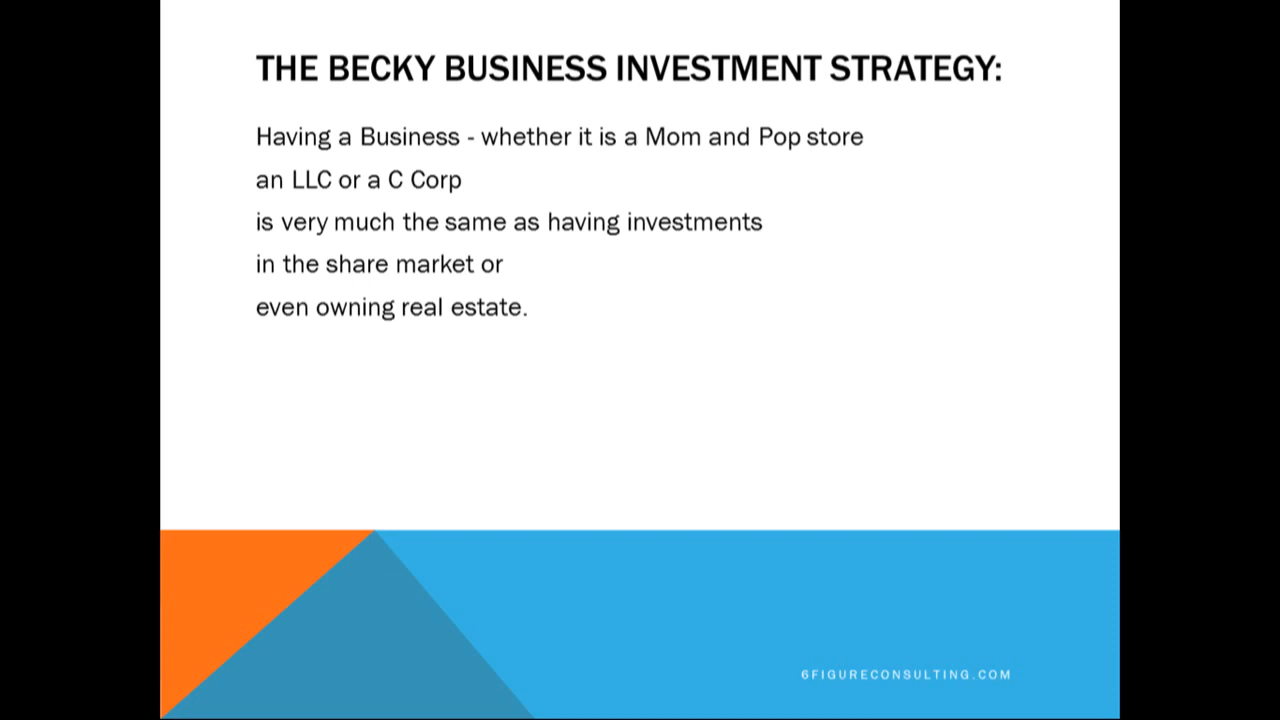 THE BECKY BUSINESS INVESTMENT STRATEGY:
Having a Business - whether it is a Mom and Pop store
an LLC or a C Corp
is very much the same as having investments
in the share market or
even owning real estate.
6FIGURECONSULTING.COM